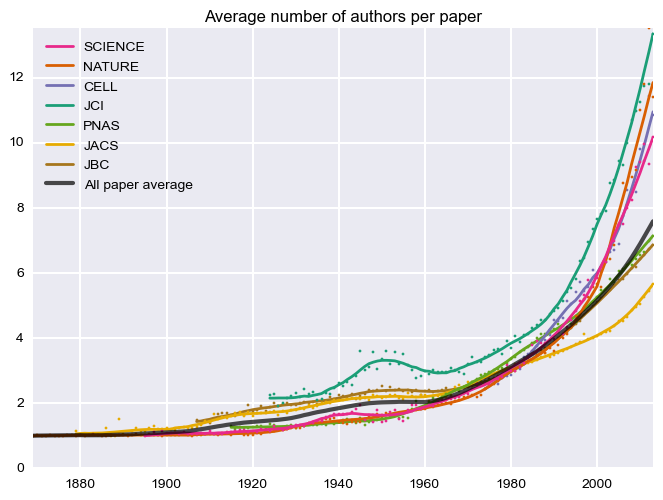 Average number of authors per paper
SCIENCE
NATURE
CELL
JCI
PNAS
JACS
JBC
All paper average
12
10
8
6
4
2
0
1880 1900 1920 1940 1960 1980 2000